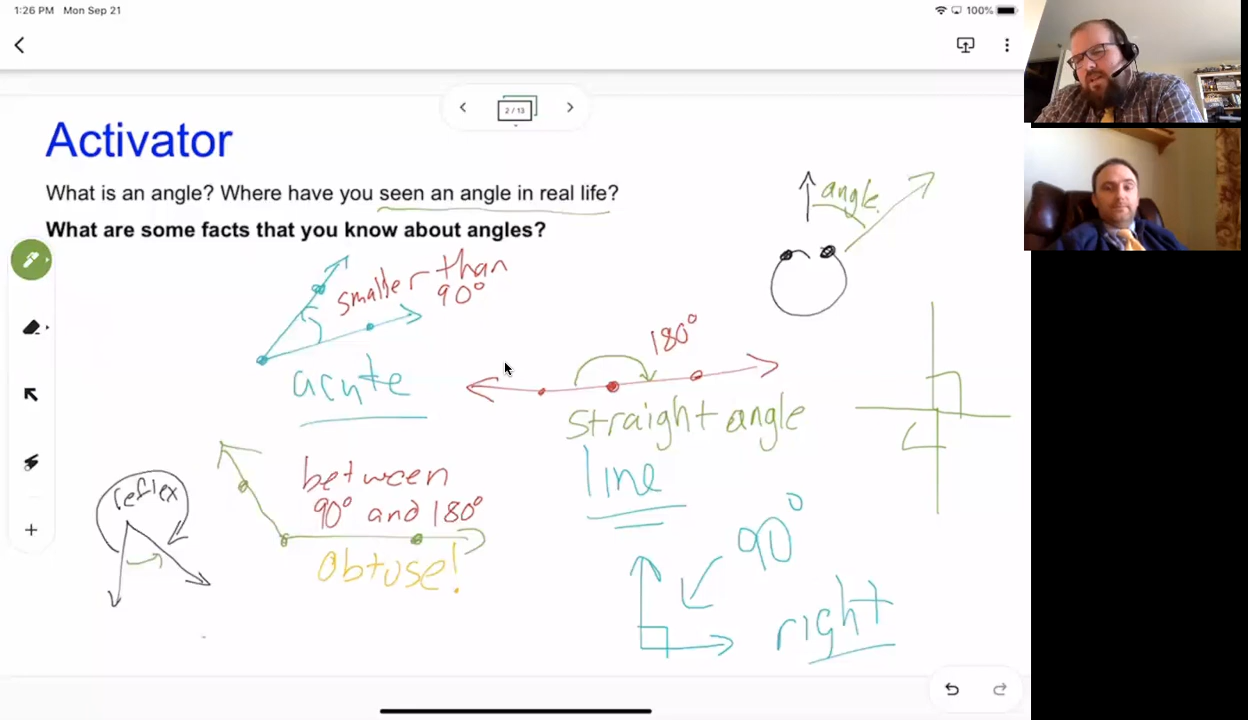 1:26 PM Mon Sep 21
100%
2 / 13
Activator
What is an angle? Where have you seen an angle in real life?
What are some facts that you know about angles?
angle
smaller than
90°
acute
180°
straight angle
line
reflex
between
90° and 180°
Obtuse!
90°
right